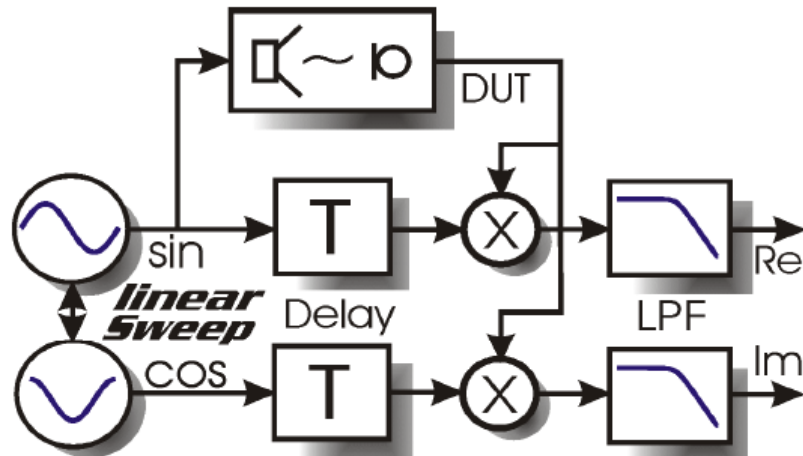 DUT
T
X
sin
Re
linear
Sweep
Delay
LPF
cos
T
X
Im